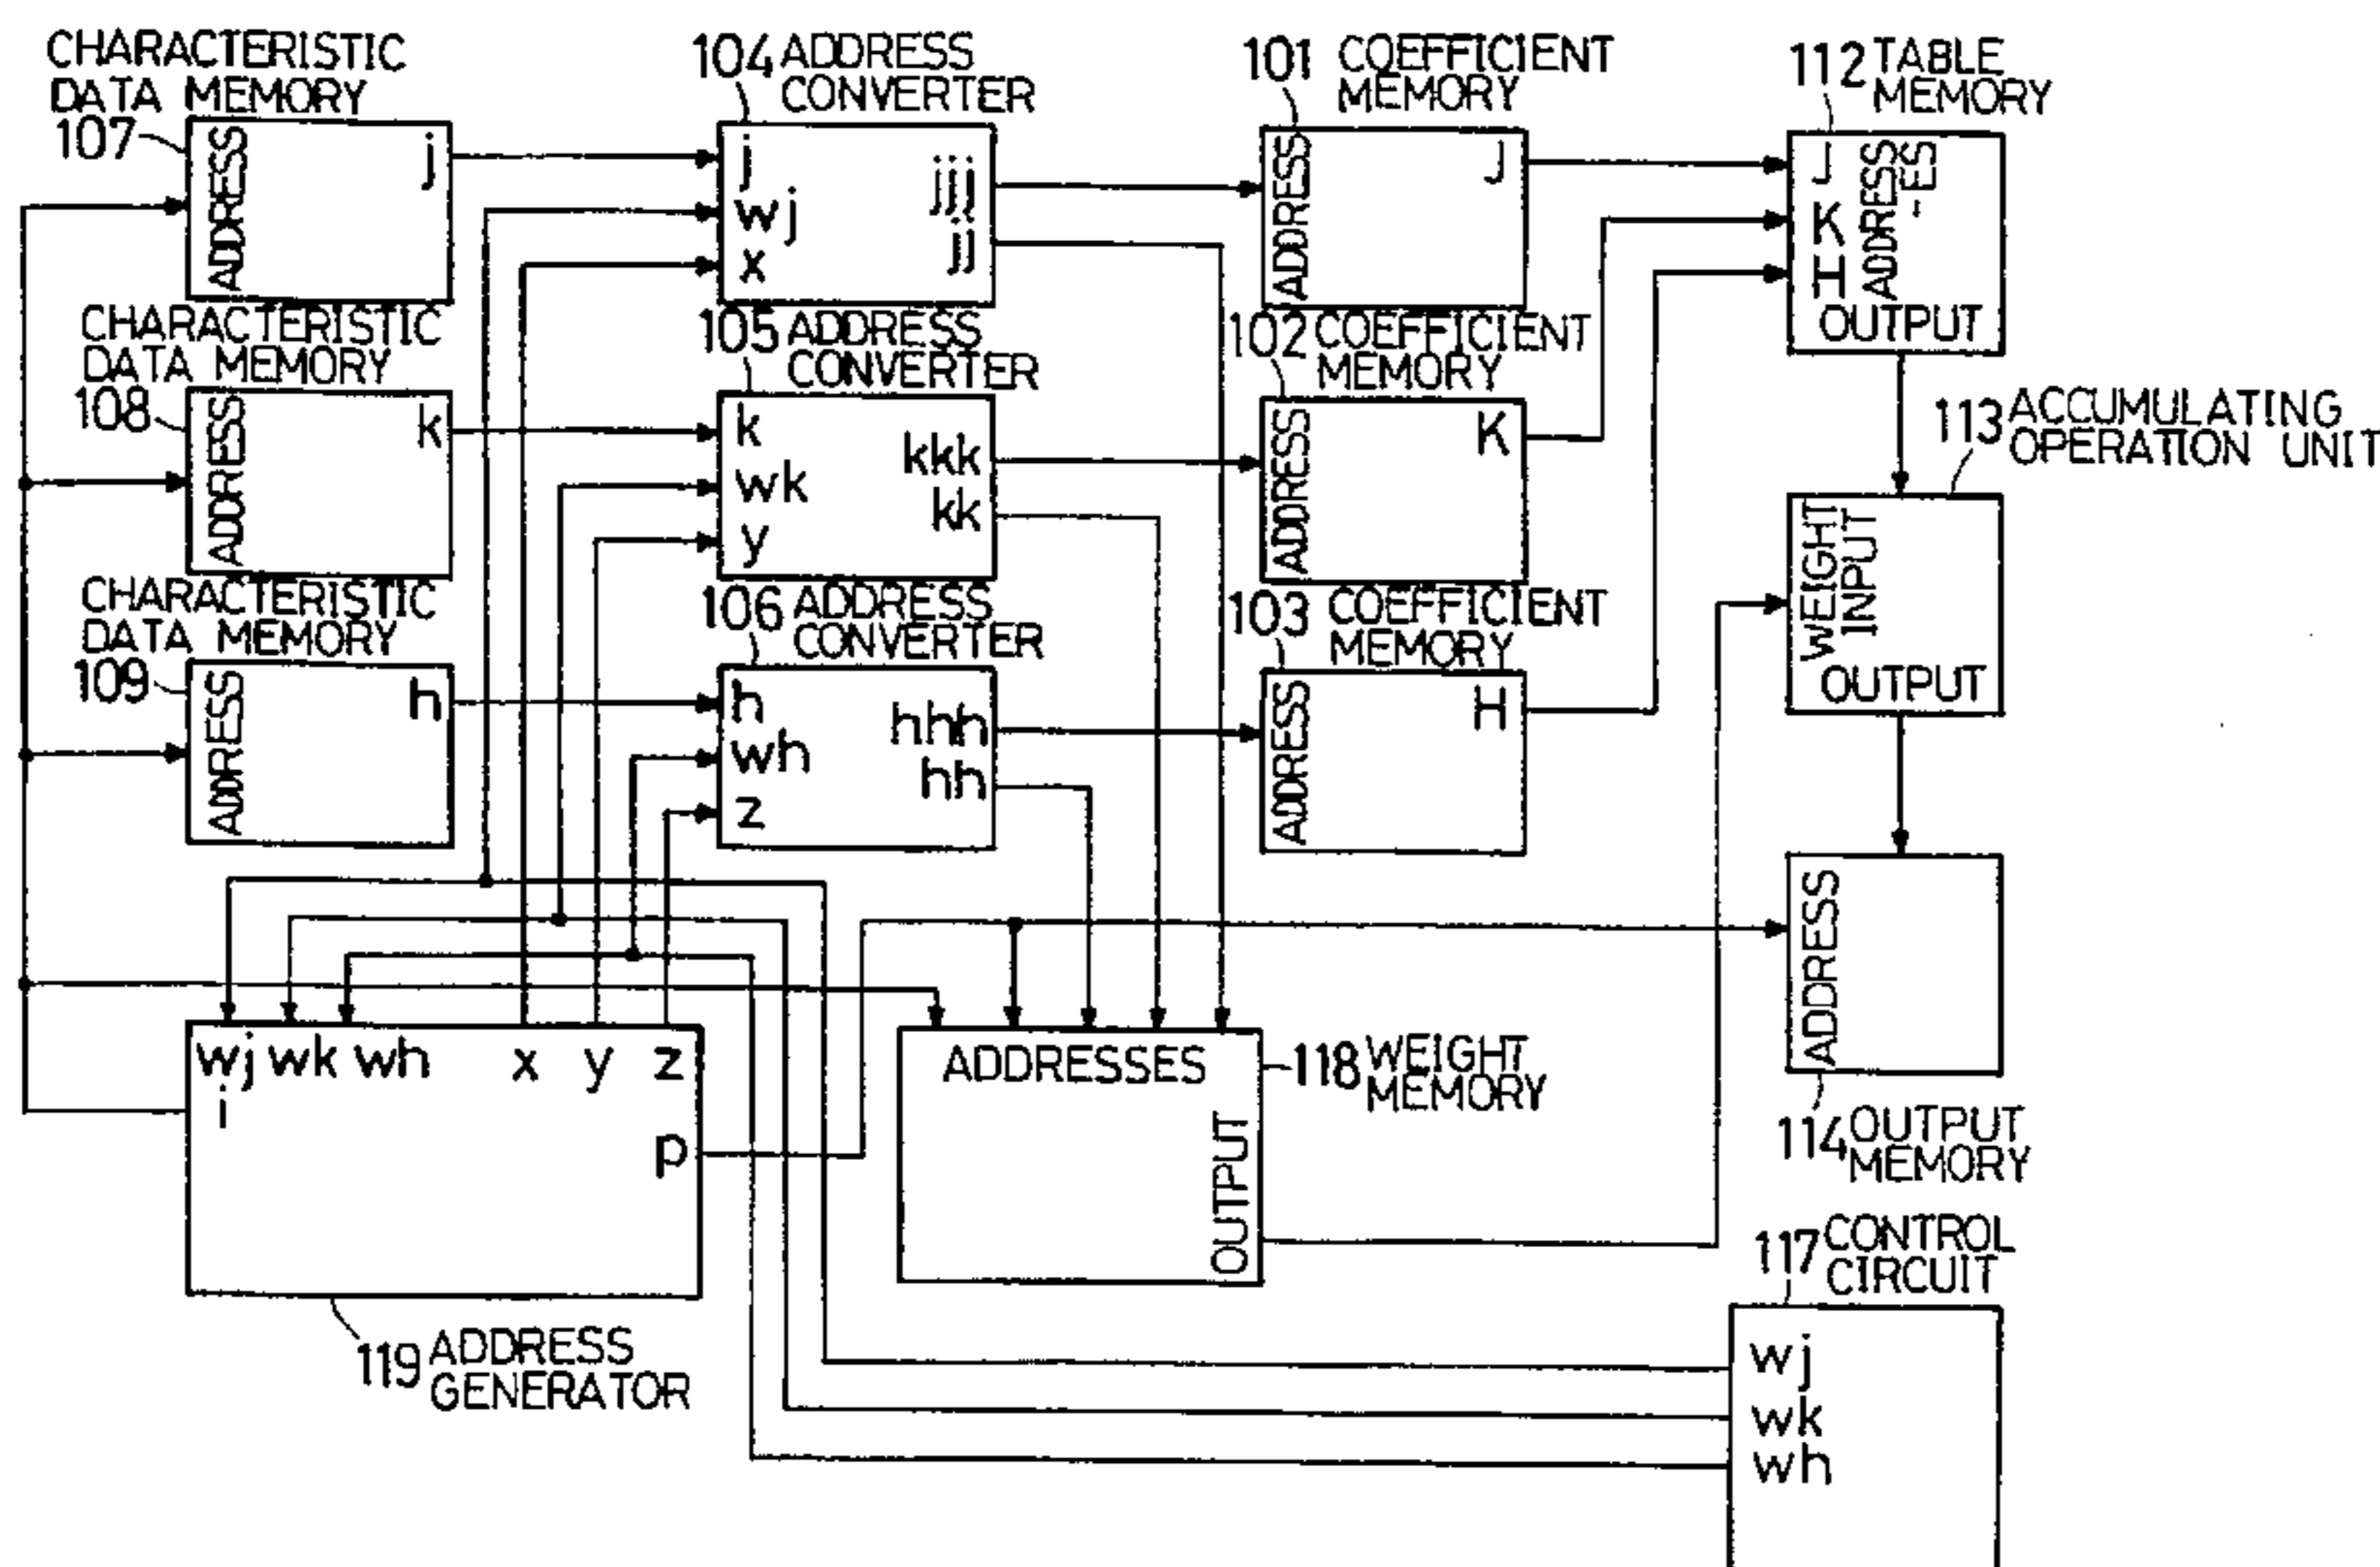 CHARACTERISTIC
DATA MEMORY
107
ADDRESS
j
104 ADDRESS
CONVERTER
j
wj
x
jjj
jj
101 COEFFICIENT
MEMORY
ADDRESS
J
112 TABLE
MEMORY
J
K
H
ADDRESS
-ES
OUTPUT
CHARACTERISTIC
DATA MEMORY
108
ADDRESS
k
105 ADDRESS
CONVERTER
k
wk
y
kkk
kk
102 COEFFICIENT
MEMORY
ADDRESS
K
113 ACCUMULATING
OPERATION UNIT
WEIGHT
INPUT
OUTPUT
CHARACTERISTIC
DATA MEMORY
109
ADDRESS
h
106 ADDRESS
CONVERTER
h
wh
z
hhh
hh
103 COEFFICIENT
MEMORY
ADDRESS
H
ADDRESS
114 OUTPUT
MEMORY
wj wk wh x y z
i
p
119 ADDRESS
GENERATOR
ADDRESSES
OUTPUT
118 WEIGHT
MEMORY
117 CONTROL
CIRCUIT
wj
wk
wh